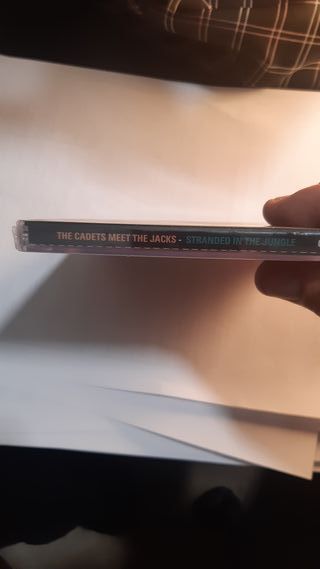 THE CADETS MEET THE JACKS - STRANDED IN THE JUNGLE